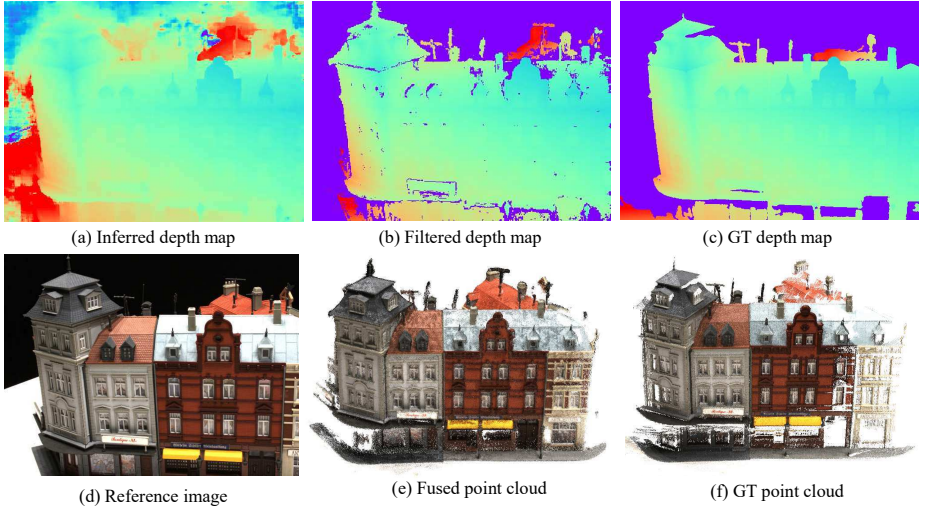 (a) Inferred depth map
(b) Filtered depth map
(c) GT depth map
(d) Reference image
(e) Fused point cloud
(f) GT point cloud